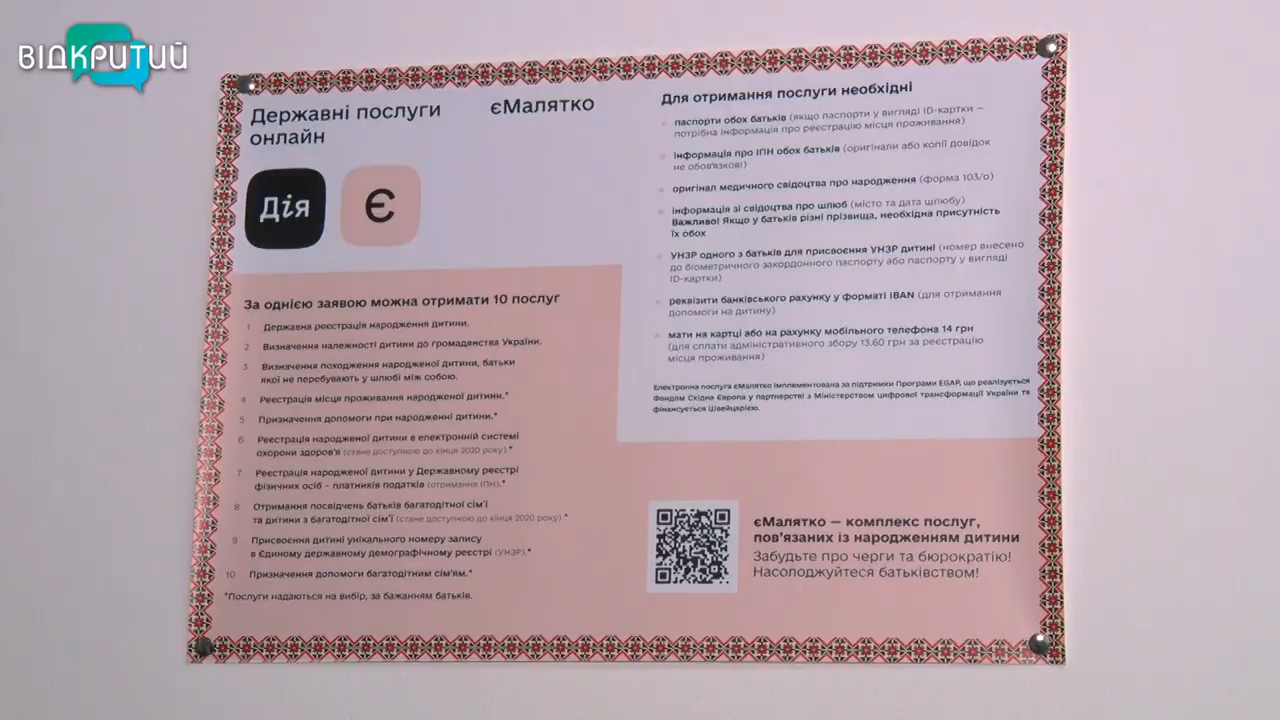 ВІДКРИТИЙ
Державні послуги
онлайн
єМалятко
Дія
Є
За однією заявою можна отримати 10 послуг
1 Державна реєстрація народження дитини.
2 Визначення належності дитини до громадянства України.
3 Визначення походження народженої дитини, батьки
якої не перебувають у шлюбі між собою.
4 Реєстрація місця проживання народженої дитини.*
5 Призначення допомоги при народженні дитини.*
6 Реєстрація народженої дитини в електронній системі
охорони здоров'я (стане доступною до кінця 2020 року).*
7 Реєстрація народженої дитини у Державному реєстрі
фізичних осіб – платників податків (отримання ІПН).*
8 Отримання посвідчень батьків багатодітної сім'ї
та дитини з багатодітної сім'ї (стане доступною до кінця 2020 року) *
9 Присвоєння дитині унікального номеру запису
в Єдиному державному демографічному реєстрі (УНЗР).*
10 Призначення допомоги багатодітним сім'ям.*
*Послуги надаються на вибір, за бажанням батьків.
Для отримання послуги необхідні
паспорти обох батьків (якщо паспорти у вигляді ID-картки —
потрібна інформація про реєстрацію місця проживання)
інформація про ІПН обох батьків (оригінали або копії довідок
не обов'язкові)
оригінал медичного свідоцтва про народження (форма 103/о)
інформація зі свідоцтва про шлюб (місто та дата шлюбу)
Важливо! Якщо у батьків різні прізвища, необхідна присутність
їх обох
УНЗР одного з батьків для присвоєння УНЗР дитині (номер внесено
до біометричного закордонного паспорту або паспорту у вигляді
ID-картки)
реквізити банківського рахунку у форматі IBAN (для отримання
допомоги на дитину)
мати на картці або на рахунку мобільного телефона 14 грн
(для сплати адміністративного збору 13.60 грн за реєстрацію
місця проживання)
Електронна послуга єМалятко імплементована за підтримки Програми EGAP, що реалізується
Фондом Східна Європа у партнерстві з Міністерством цифрової трансформації України та
фінансується Швейцарією.
єМалятко — комплекс послуг,
пов'язаних із народженням дитини
Забудьте про черги та бюрократію!
Насолоджуйтеся батьківством!